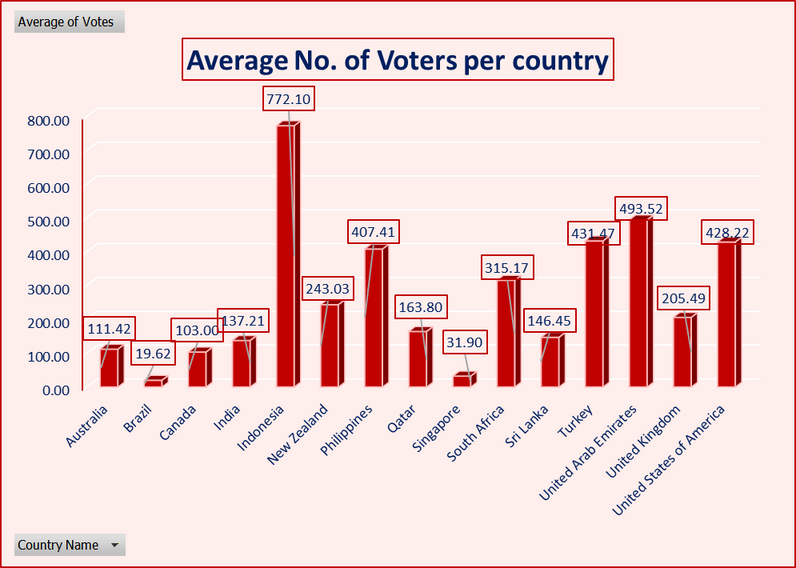 Average of Votes
Average No. of Voters per country
800.00
700.00
600.00
500.00
400.00
300.00
200.00
100.00
0.00
111.42
19.62
103.00
137.21
772.10
243.03
407.41
163.80
31.90
315.17
146.45
431.47
493.52
205.49
428.22
Australia
Brazil
Canada
India
Indonesia
New Zealand
Philippines
Qatar
Singapore
South Africa
Sri Lanka
Turkey
United Arab Emirates
United Kingdom
United States of America
Country Name